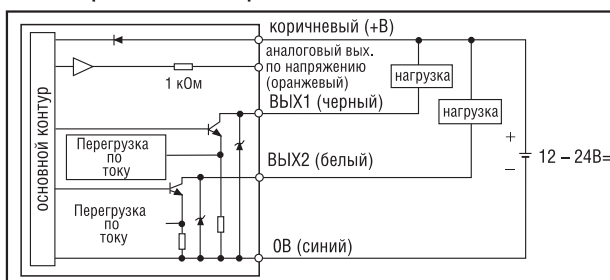 коричневый (+В)
аналоговый вых.
по напряжению
(оранжевый)
1 кОм
нагрузка
ВЫХ1 (черный)
нагрузка
основной контур
Перегрузка
по
току
ВЫХ2 (белый)
+
12 – 24В=
–
Перегрузка
по
току
0В (синий)